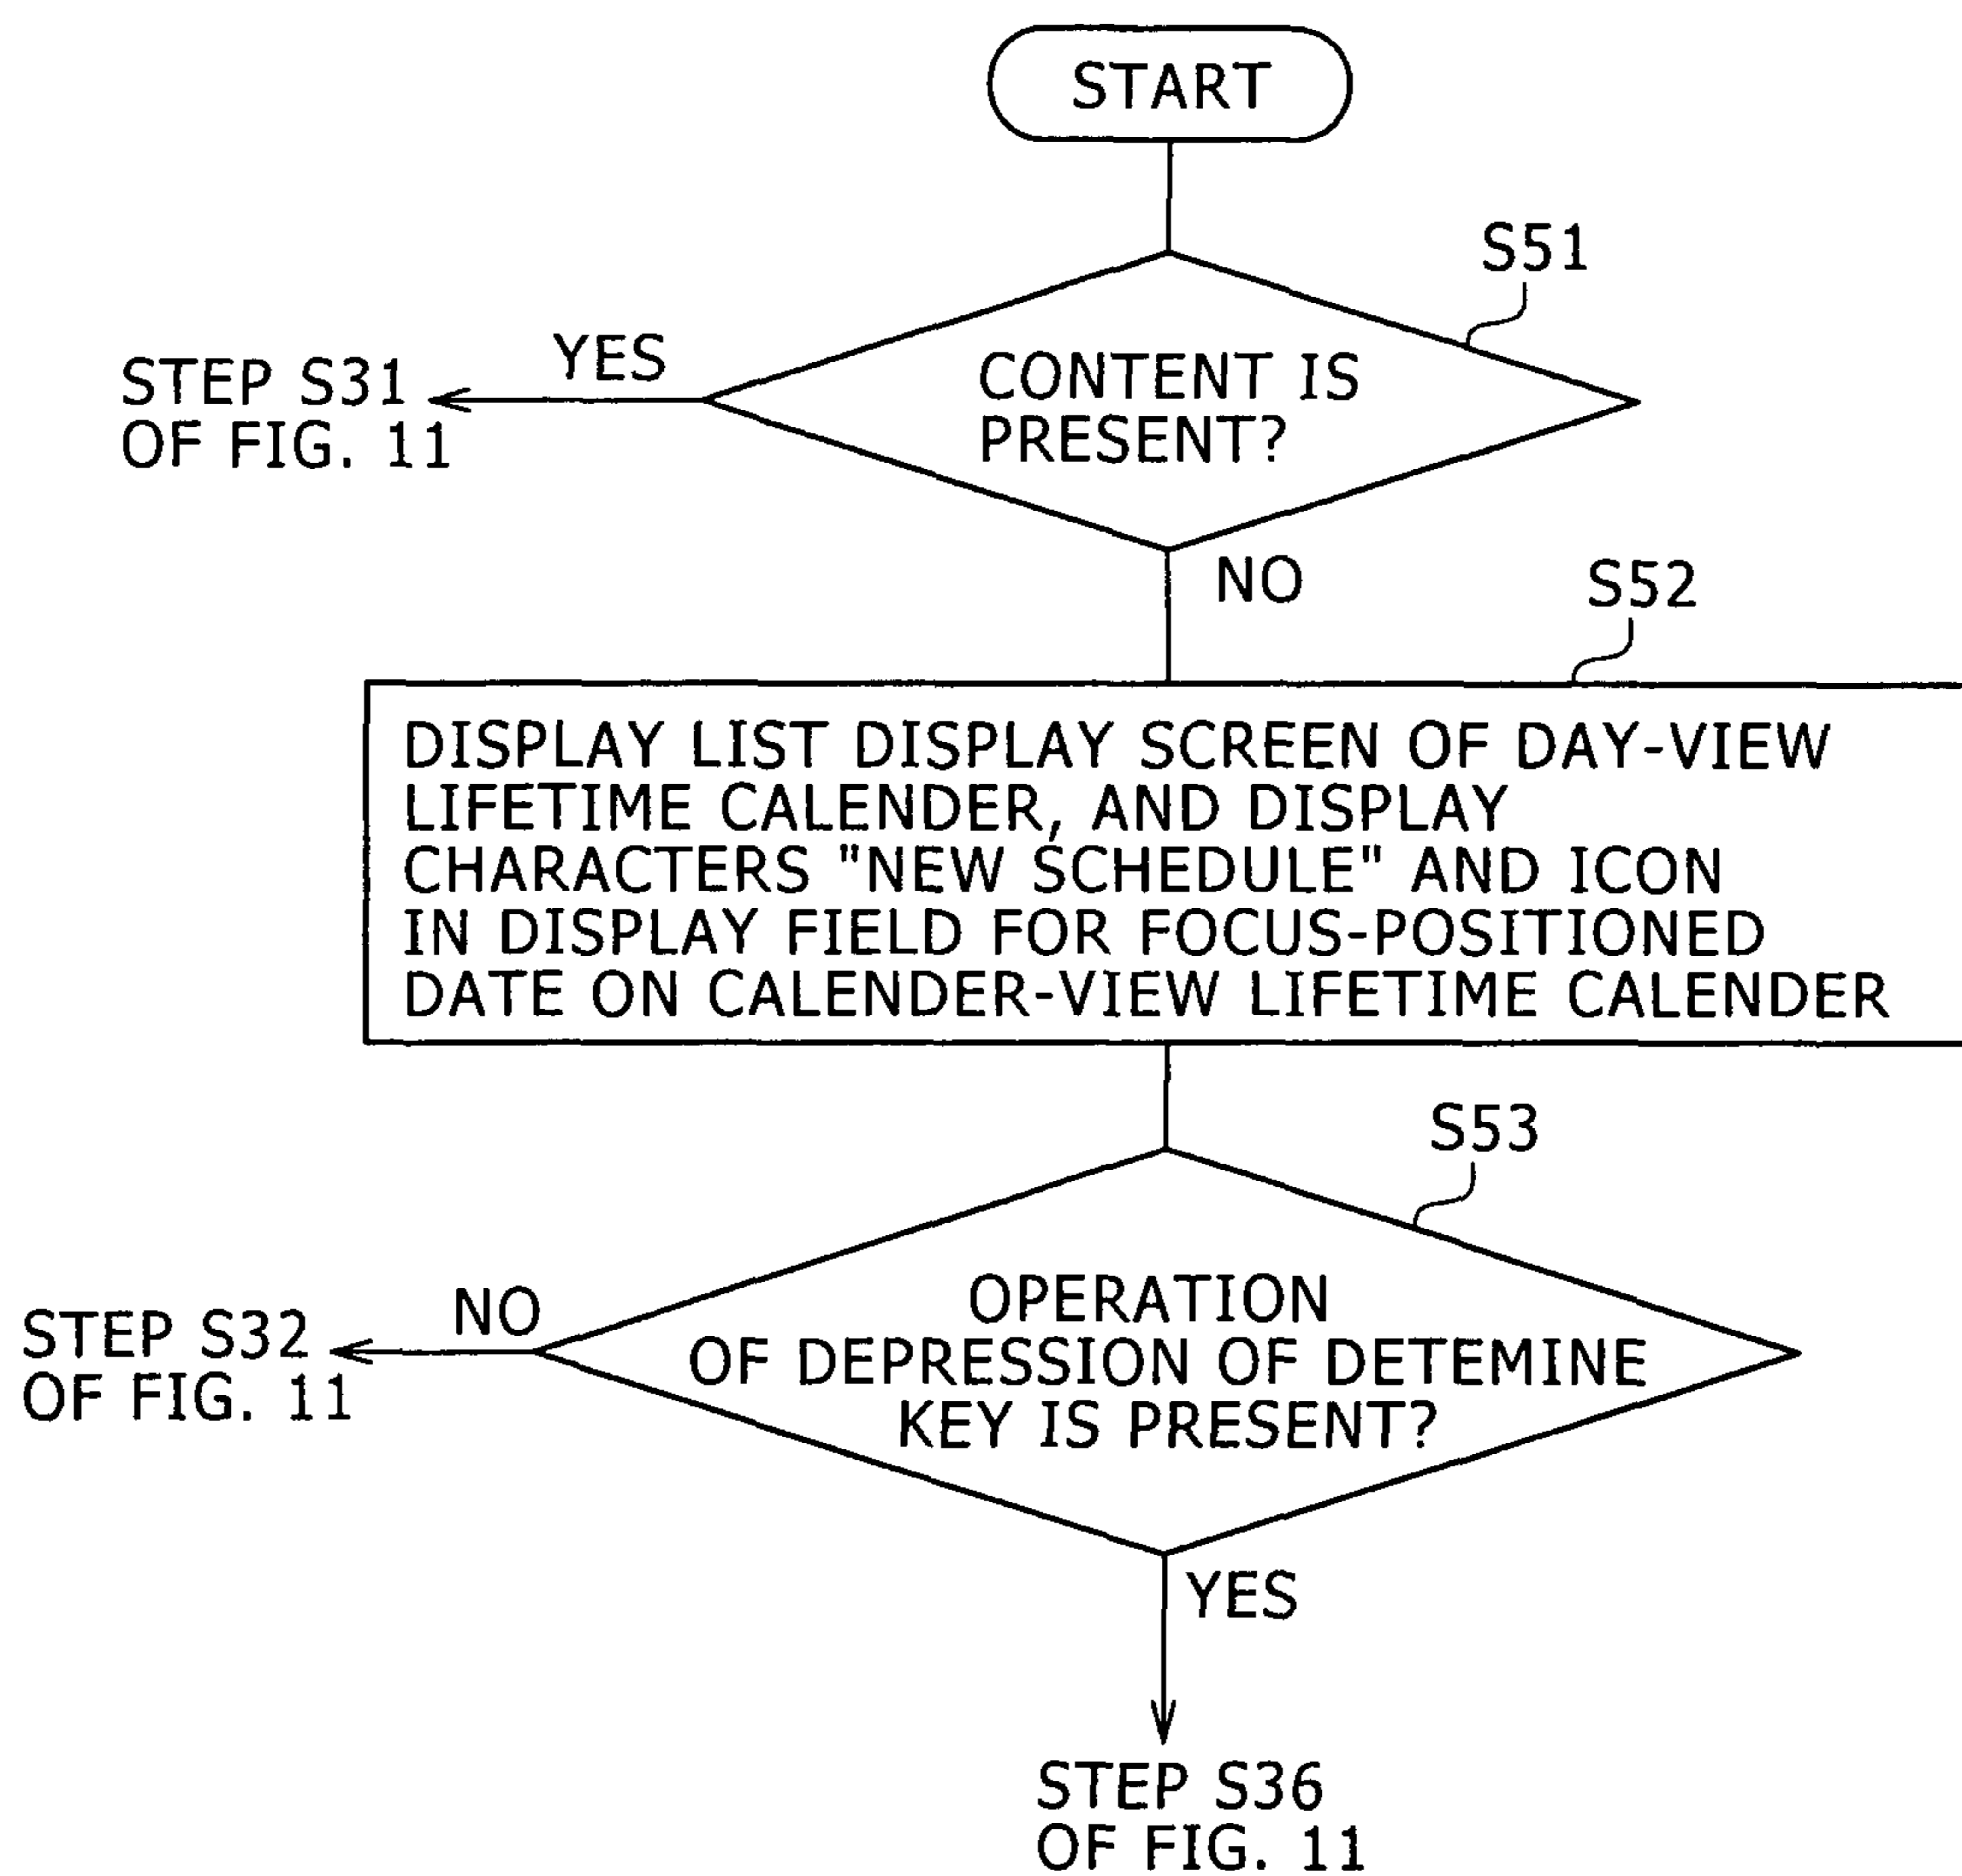 START
S51
CONTENT IS
PRESENT?
YES
STEP S31
OF FIG. 11
NO
S52
DISPLAY LIST DISPLAY SCREEN OF DAY-VIEW
LIFETIME CALENDER, AND DISPLAY
CHARACTERS "NEW SCHEDULE" AND ICON
IN DISPLAY FIELD FOR FOCUS-POSITIONED
DATE ON CALENDER-VIEW LIFETIME CALENDER
S53
OPERATION
OF DEPRESSION OF DETEMINE
KEY IS PRESENT?
NO
STEP S32
OF FIG. 11
YES
STEP S36
OF FIG. 11